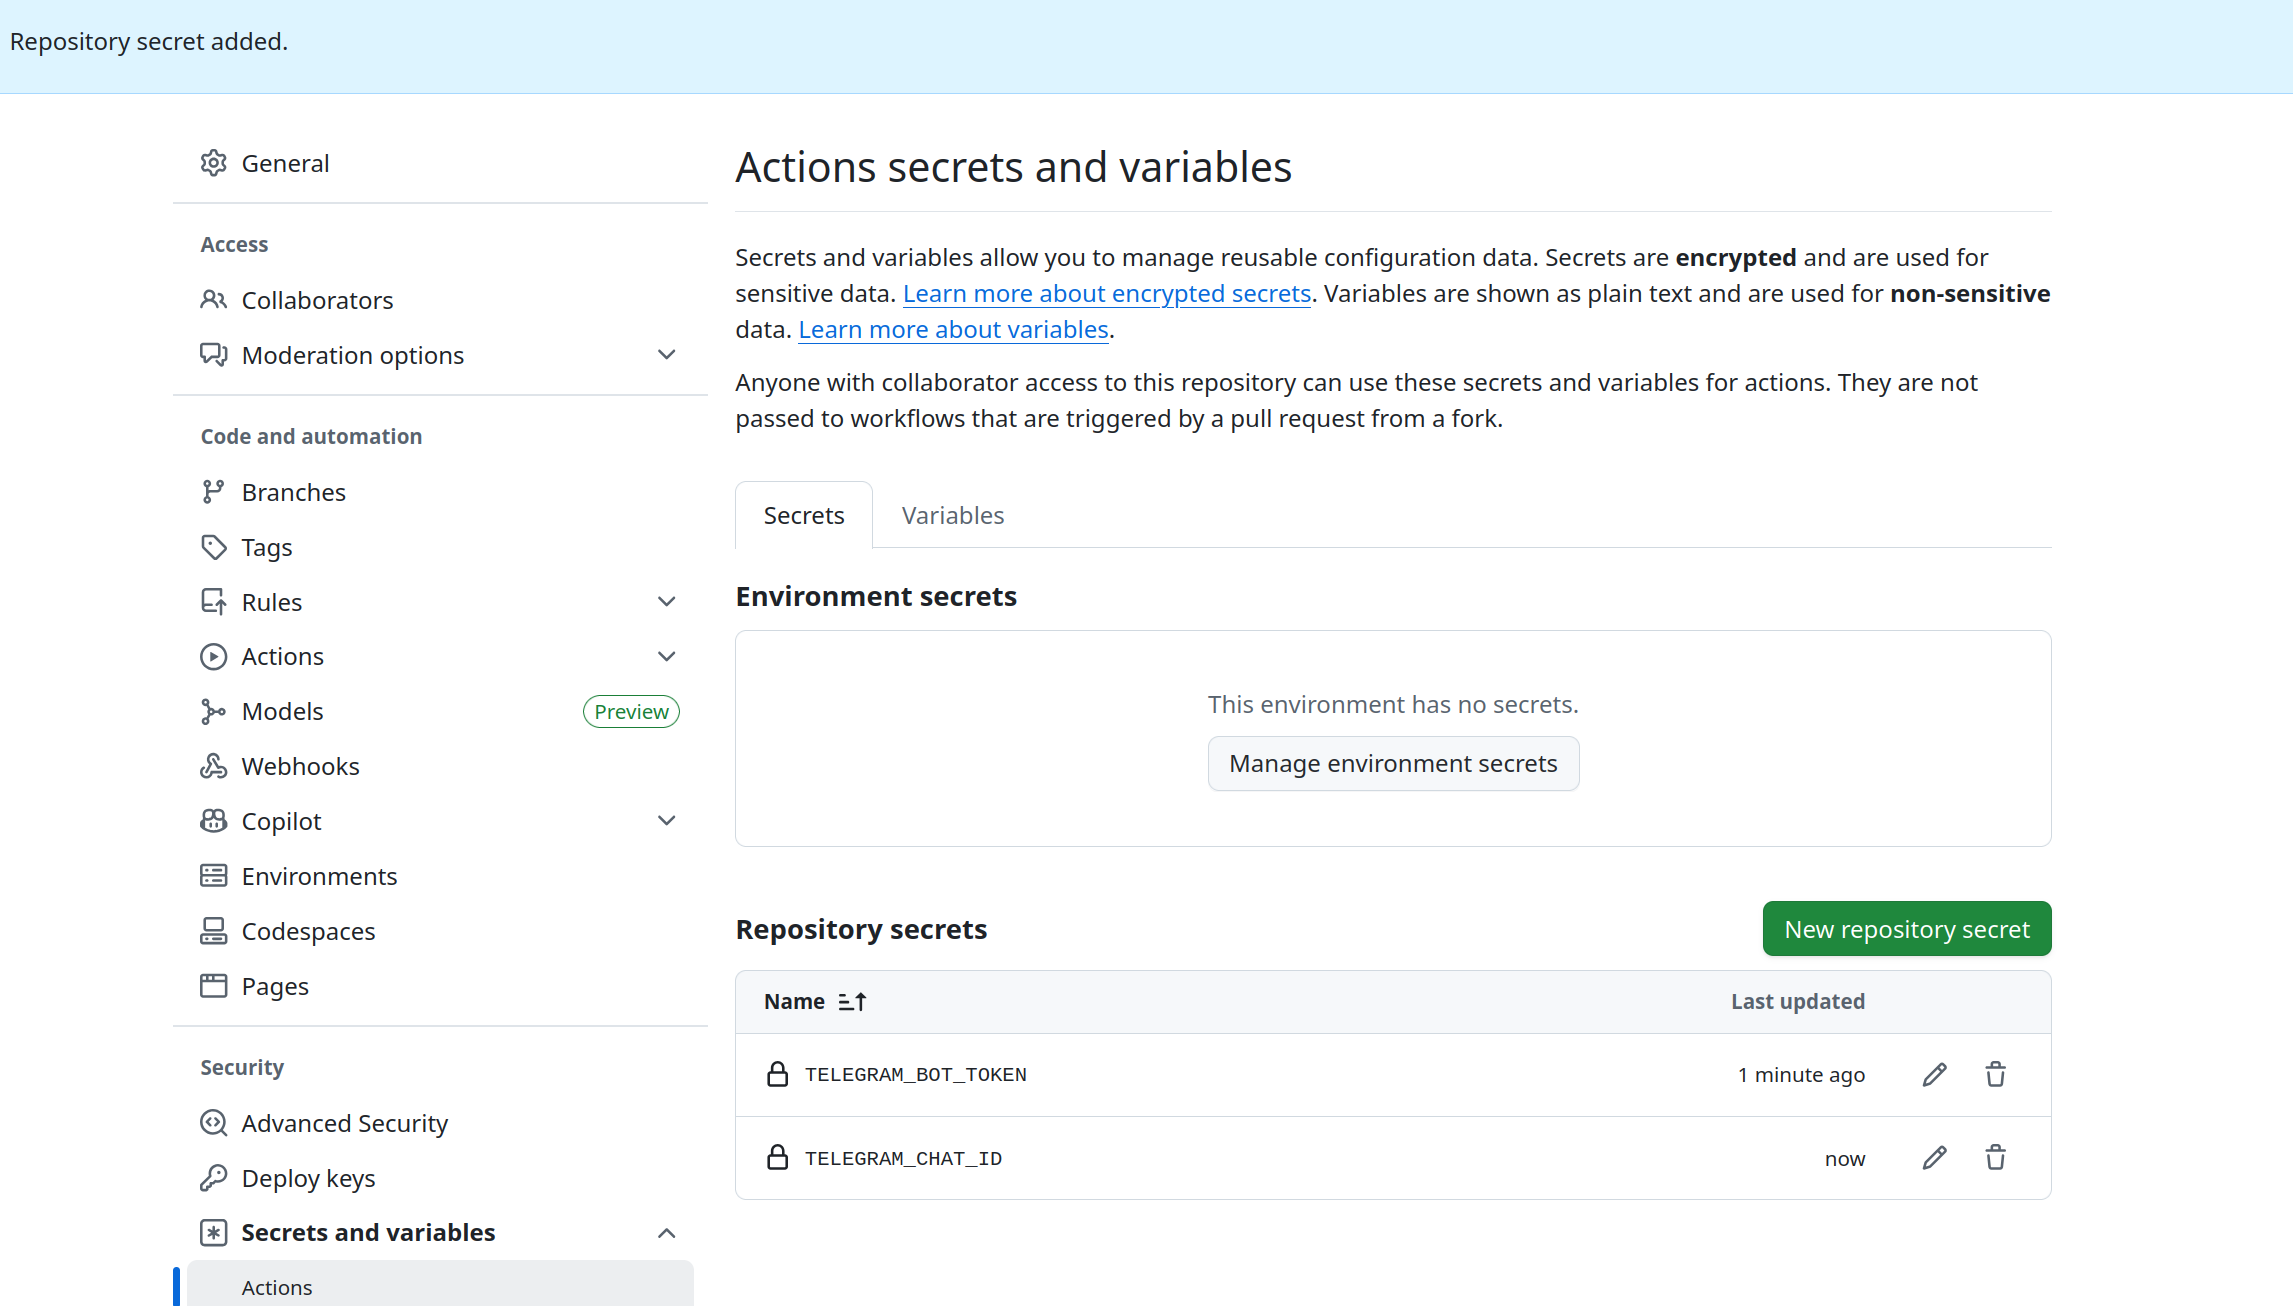 Repository secret added.
General
Access
Collaborators
Moderation options
Code and automation
Branches
Tags
Rules
Actions
Models
Preview
Webhooks
Copilot
Environments
Codespaces
Pages
Security
Advanced Security
Deploy keys
Secrets and variables
Actions
Actions secrets and variables
Secrets and variables allow you to manage reusable configuration data. Secrets are encrypted and are used for
sensitive data. Learn more about encrypted secrets. Variables are shown as plain text and are used for non-sensitive
data. Learn more about variables.
Anyone with collaborator access to this repository can use these secrets and variables for actions. They are not
passed to workflows that are triggered by a pull request from a fork.
Secrets
Variables
Environment secrets
This environment has no secrets.
Manage environment secrets
Repository secrets
New repository secret
Name
Last updated
TELEGRAM_BOT_TOKEN
1 minute ago
TELEGRAM_CHAT_ID
now